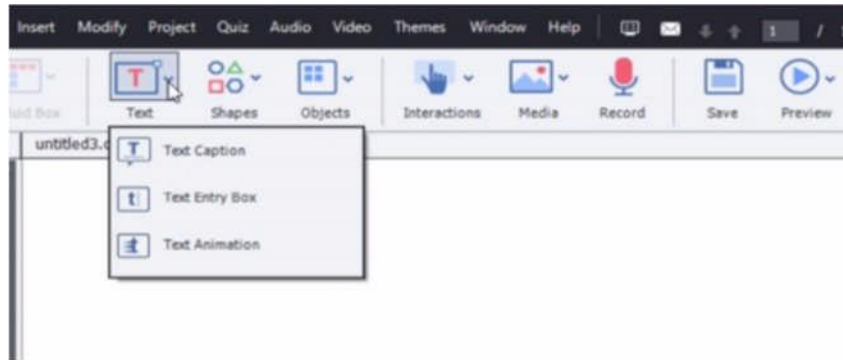 Insert Modify Project Quiz Audio Video Themes Window Help 1 /
Text Shapes Objects Interactions Media Record Save Preview
untitled3.c
Text Caption
Text Entry Box
Text Animation